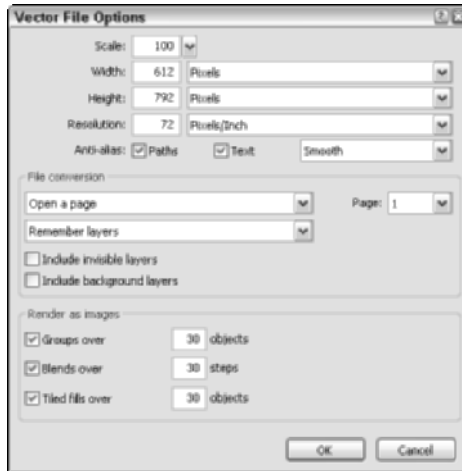 Vector File Options
Scale: 100
Width: 612 Pixels
Height: 792 Pixels
Resolution: 72 Pixels/Inch
Anti-alias: Paths Text: Smooth
File conversion
Open a page Page: 1
Remember layers
Include invisible layers
Include background layers
Render as images
Groups over 30 objects
Blends over 30 steps
Tiled fills over 30 objects
OK Cancel